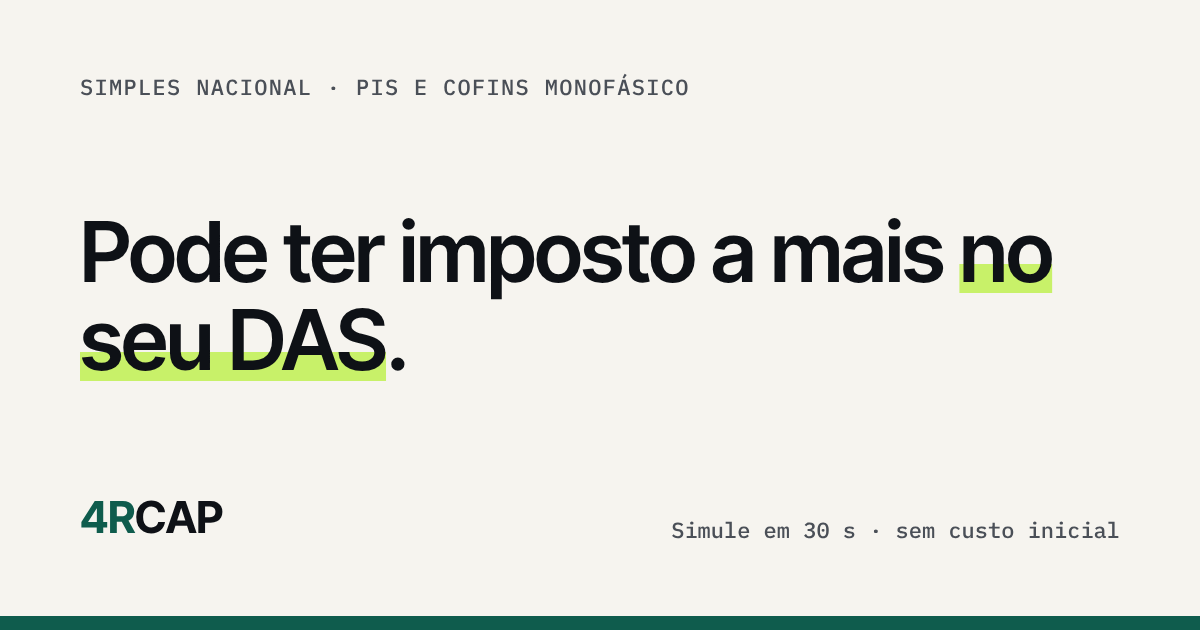 SIMPLES NACIONAL · PIS E COFINS MONOFÁSICO
Pode ter imposto a mais no
seu DAS.
4RCAP
Simule em 30 s · sem custo inicial